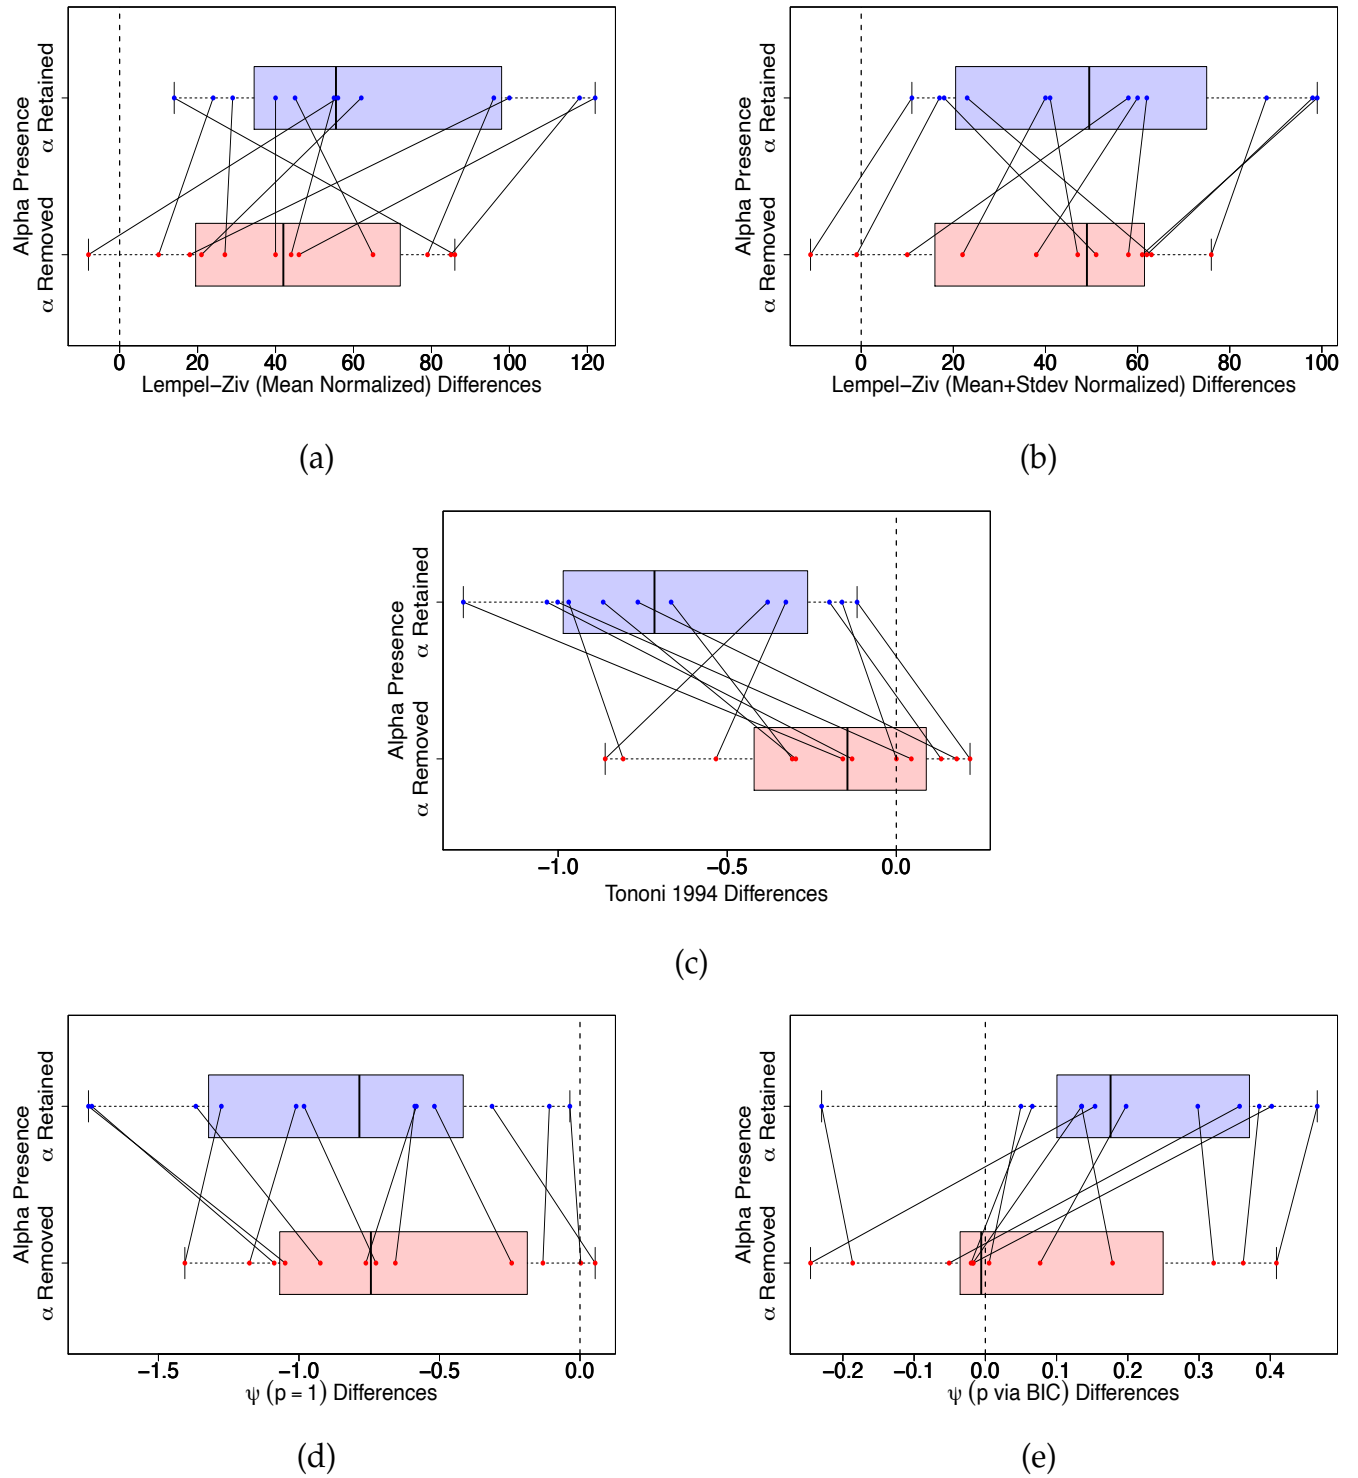 α Retained
Alpha Presence
α Removed
0 20 40 60 80 100 120
Lempel−Ziv (Mean Normalized) Differences
(a)
α Retained
Alpha Presence
α Removed
0 20 40 60 80 100
Lempel−Ziv (Mean+Stdev Normalized) Differences
(b)
α Retained
Alpha Presence
α Removed
−1.0 −0.5 0.0
Tononi 1994 Differences
(c)
α Retained
Alpha Presence
α Removed
−1.5 −1.0 −0.5 0.0
ψ (p = 1) Differences
(d)
α Retained
Alpha Presence
α Removed
−0.2 −0.1 0.0 0.1 0.2 0.3 0.4
ψ (p via BIC) Differences
(e)